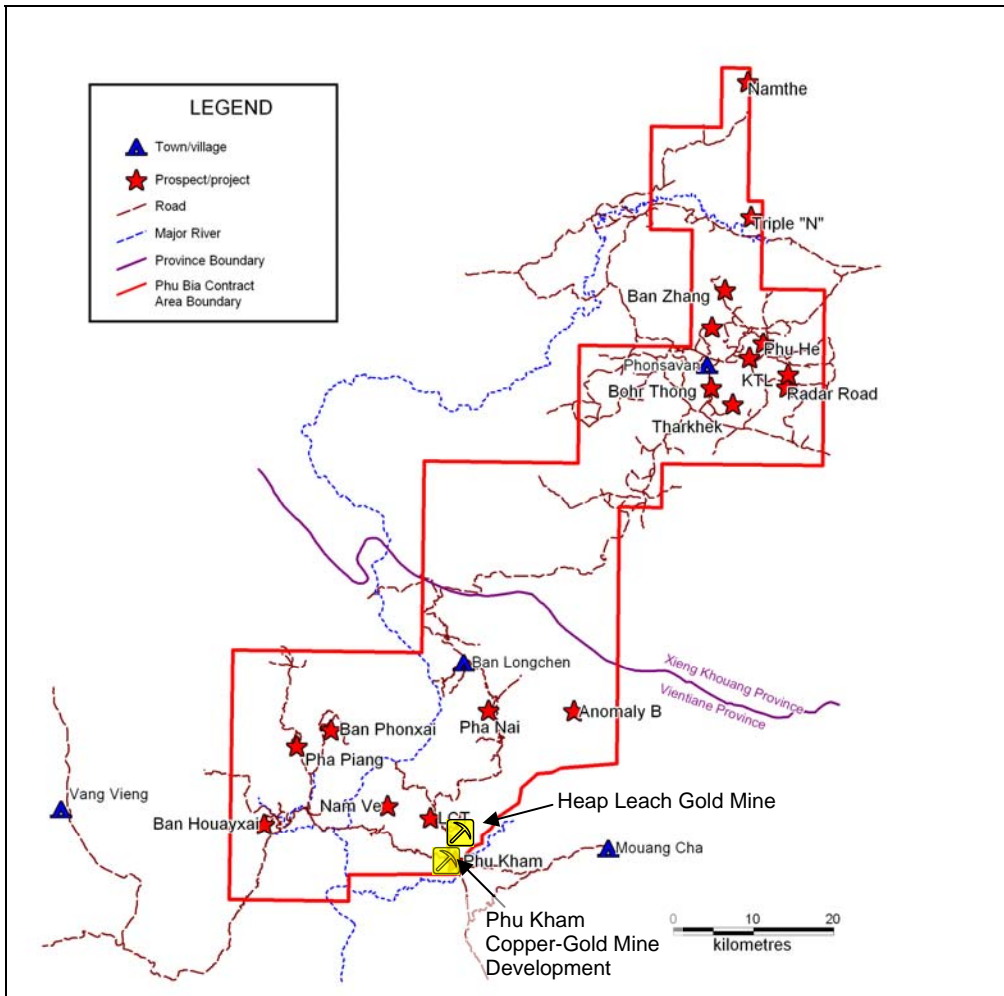 LEGEND
Town/village
Prospect/project
Road
Major River
Province Boundary
Phu Bia Contract
Area Boundary
Namthe
Triple "N"
Ban Zhang
Phu He
Phonsavan
KTL
Bohr Thong
Radar Road
Tharkhek
Xieng Khouang Province
Vientiane Province
Ban Longchen
Pha Nai
Anomaly B
Ban Phonxai
Pha Piang
Vang Vieng
Nam Ve
LCT
Heap Leach Gold Mine
Ban Houayxai
Phu Kham
Mouang Cha
Phu Kham
Copper-Gold Mine
Development
0 10 20
kilometres